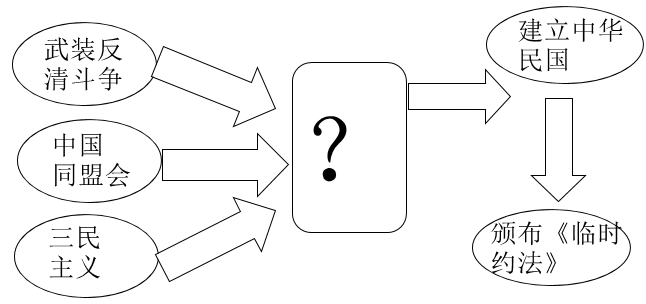 武装反
清斗争
中国
同盟会
三民
主义
？
建立中华
民国
颁布《临时
约法》